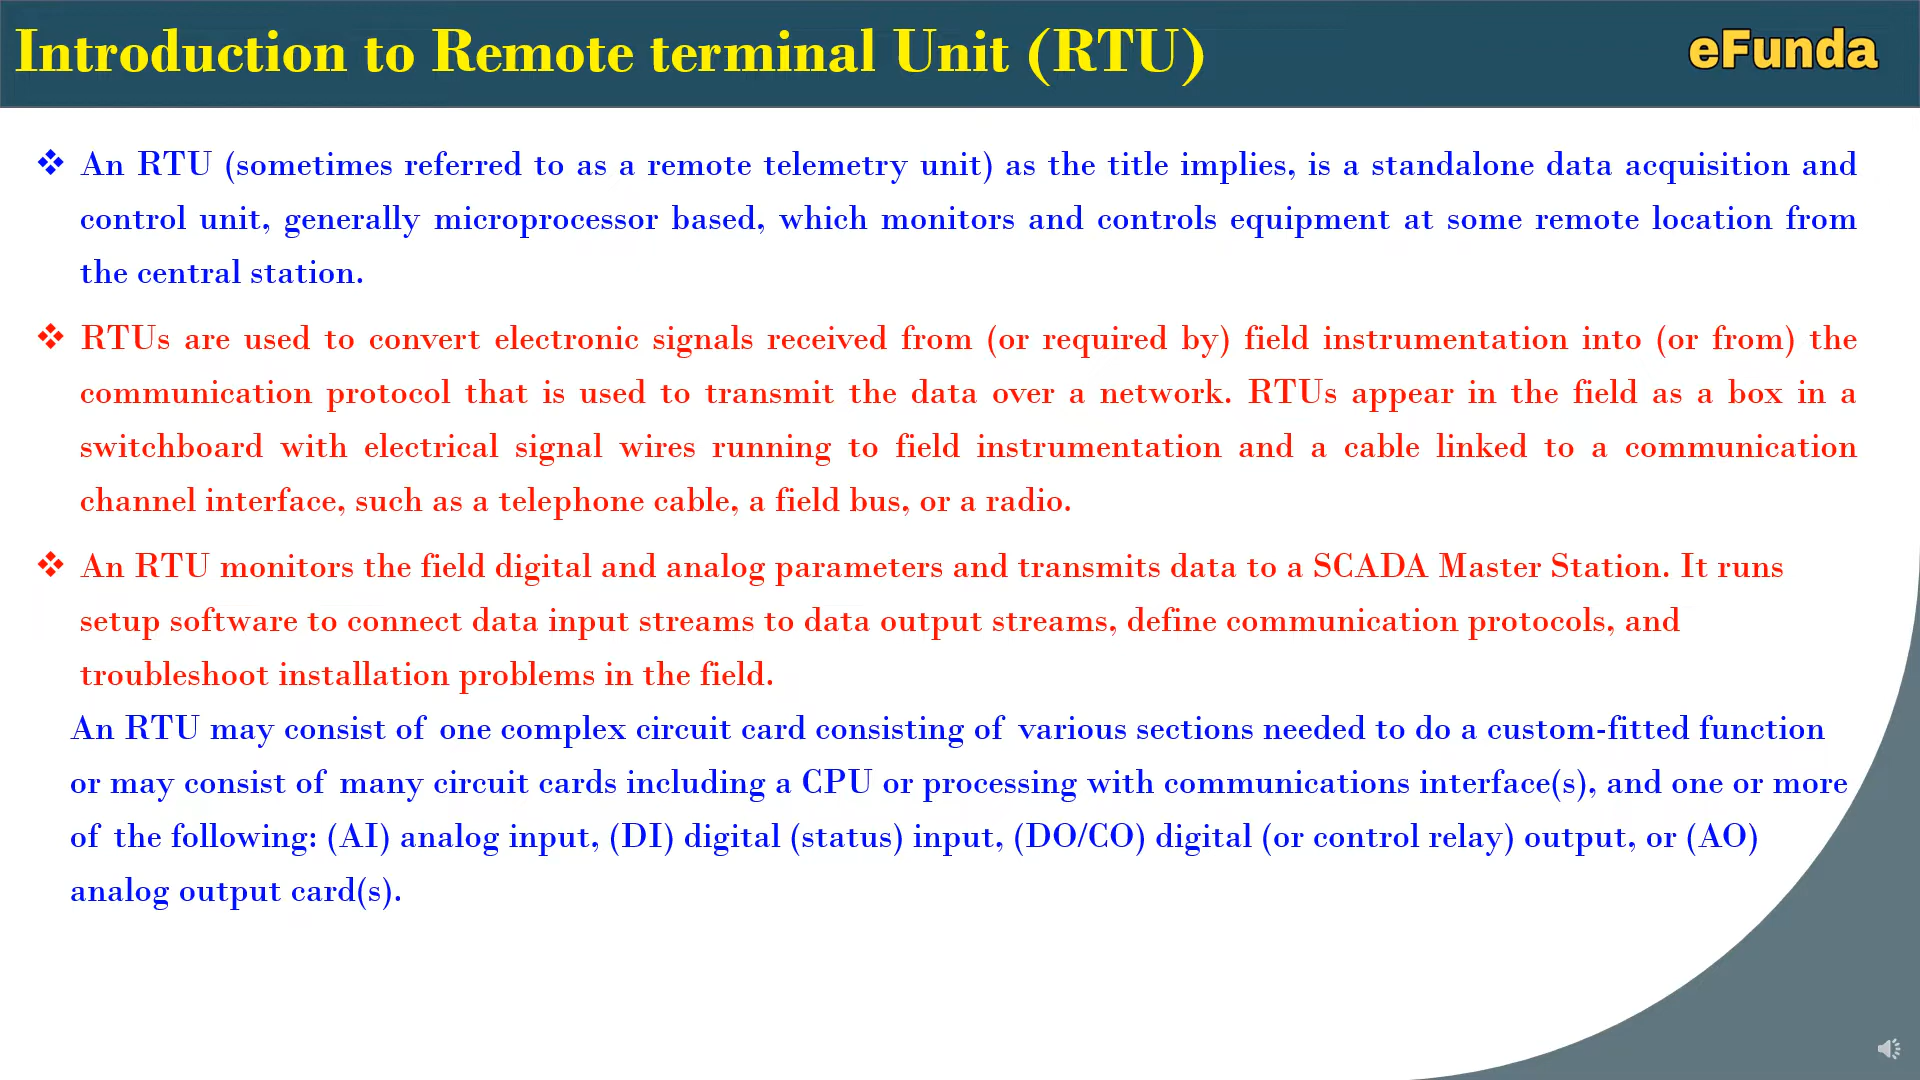 Introduction to Remote terminal Unit (RTU)
eFunda
❖ An RTU (sometimes referred to as a remote telemetry unit) as the title implies, is a standalone data acquisition and
control unit, generally microprocessor based, which monitors and controls equipment at some remote location from
the central station.
❖ RTUs are used to convert electronic signals received from (or required by) field instrumentation into (or from) the
communication protocol that is used to transmit the data over a network. RTUs appear in the field as a box in a
switchboard with electrical signal wires running to field instrumentation and a cable linked to a communication
channel interface, such as a telephone cable, a field bus, or a radio.
❖ An RTU monitors the field digital and analog parameters and transmits data to a SCADA Master Station. It runs
setup software to connect data input streams to data output streams, define communication protocols, and
troubleshoot installation problems in the field.
An RTU may consist of one complex circuit card consisting of various sections needed to do a custom-fitted function
or may consist of many circuit cards including a CPU or processing with communications interface(s), and one or more
of the following: (AI) analog input, (DI) digital (status) input, (DO/CO) digital (or control relay) output, or (AO)
analog output card(s).